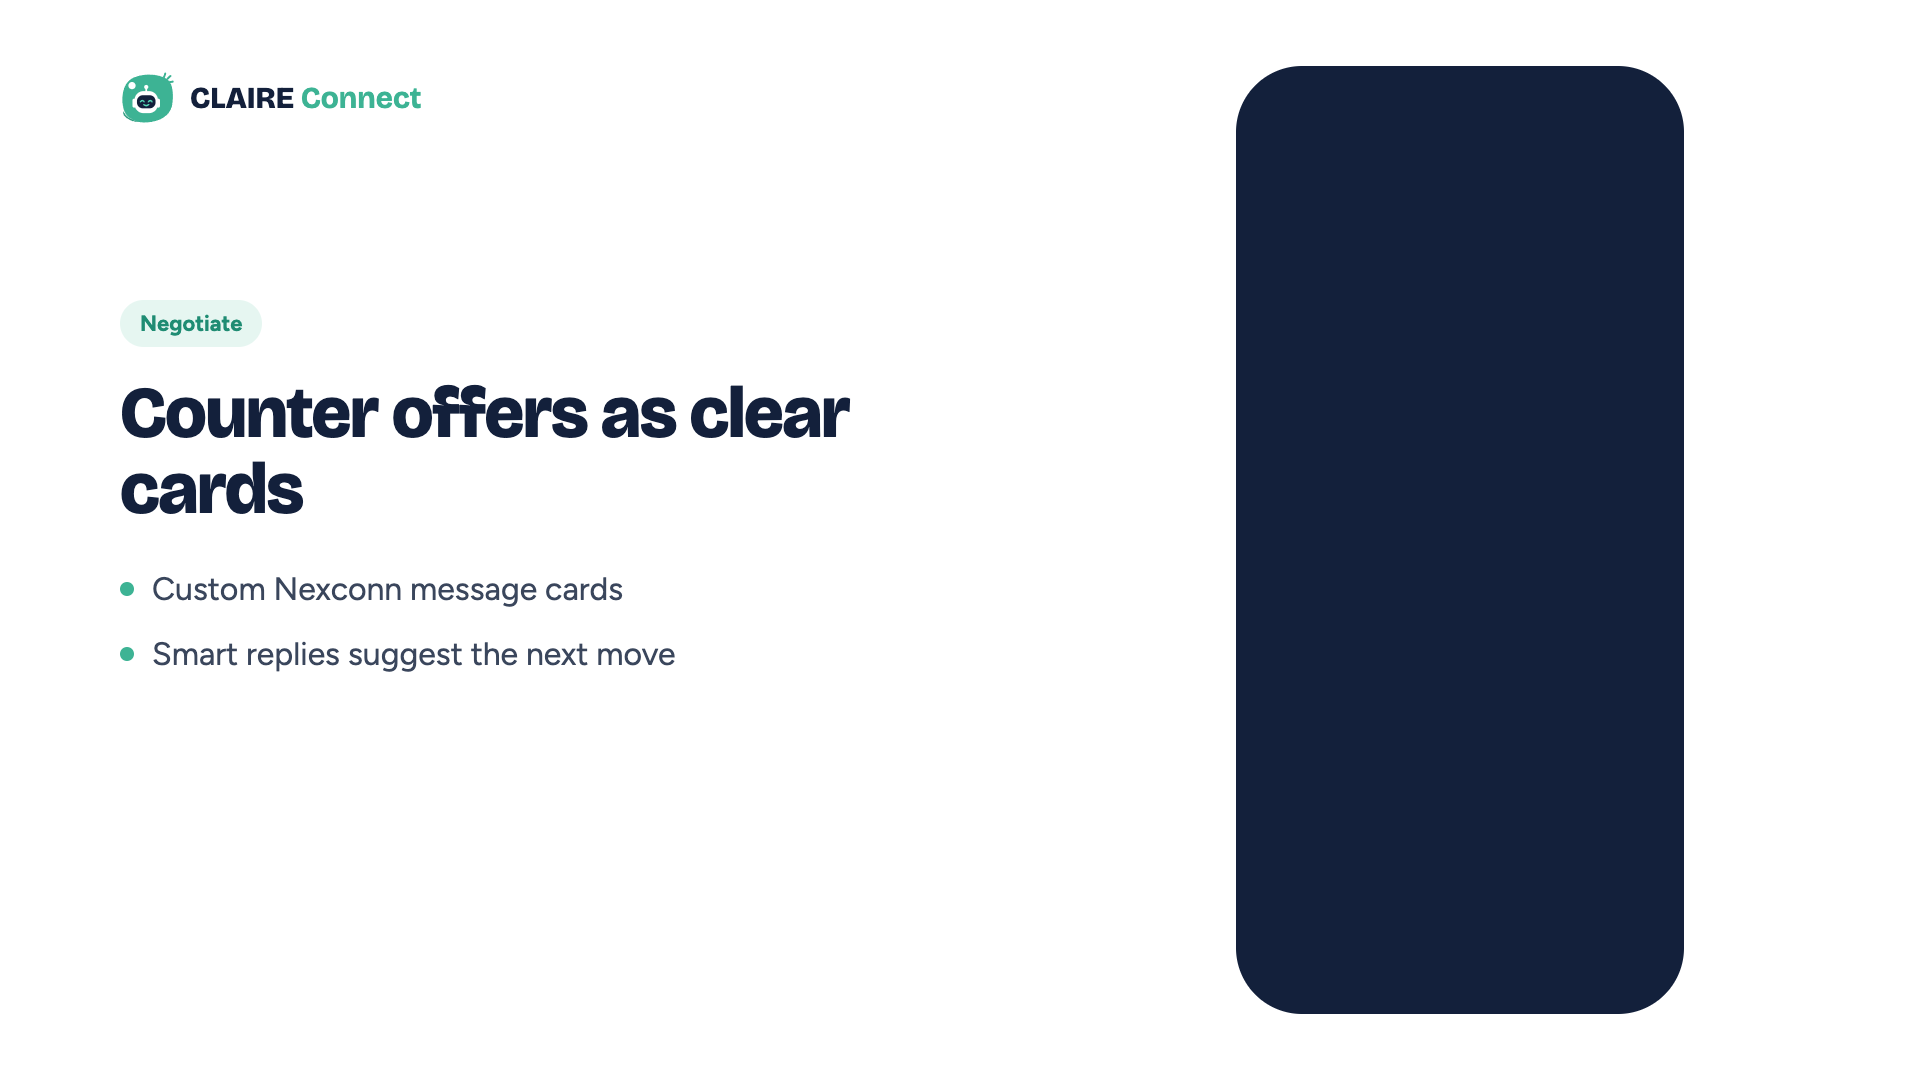 CLAIRE Connect
Negotiate
Counter offers as clear
cards
Custom Nexconn message cards
Smart replies suggest the next move